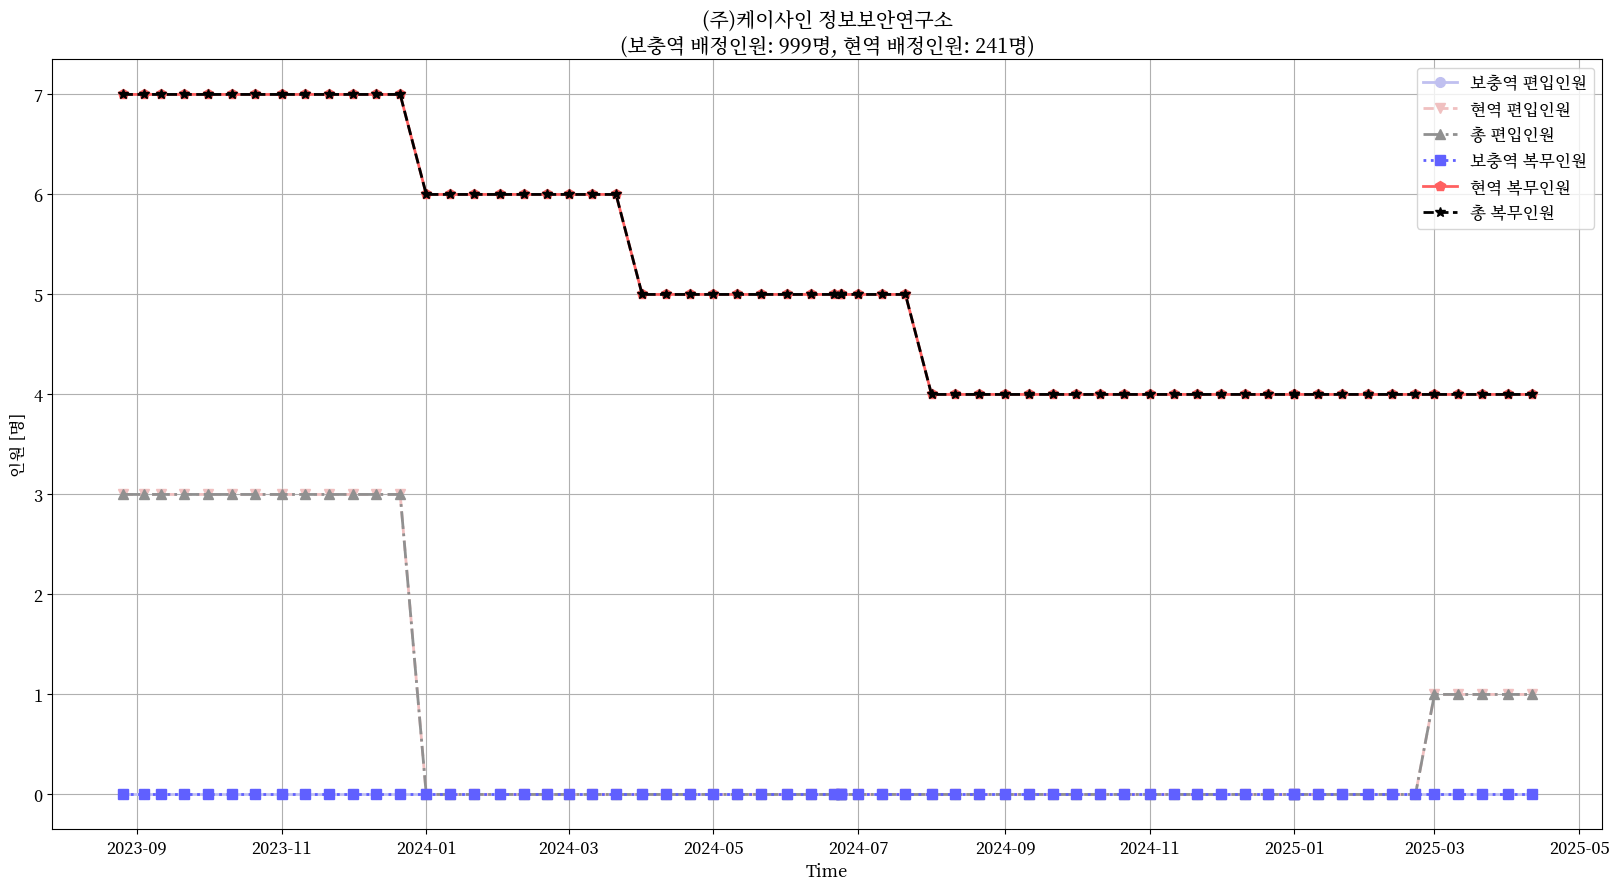 (주)케이사인 정보보안연구소
(보충역 배정인원: 999명, 현역 배정인원: 241명)
보충역 편입인원
현역 편입인원
총 편입인원
보충역 복무인원
현역 복무인원
총 복무인원
인원 [명]
7
6
5
4
3
2
1
0
2023-09 2023-11 2024-01 2024-03 2024-05 2024-07 2024-09 2024-11 2025-01 2025-03 2025-05
Time